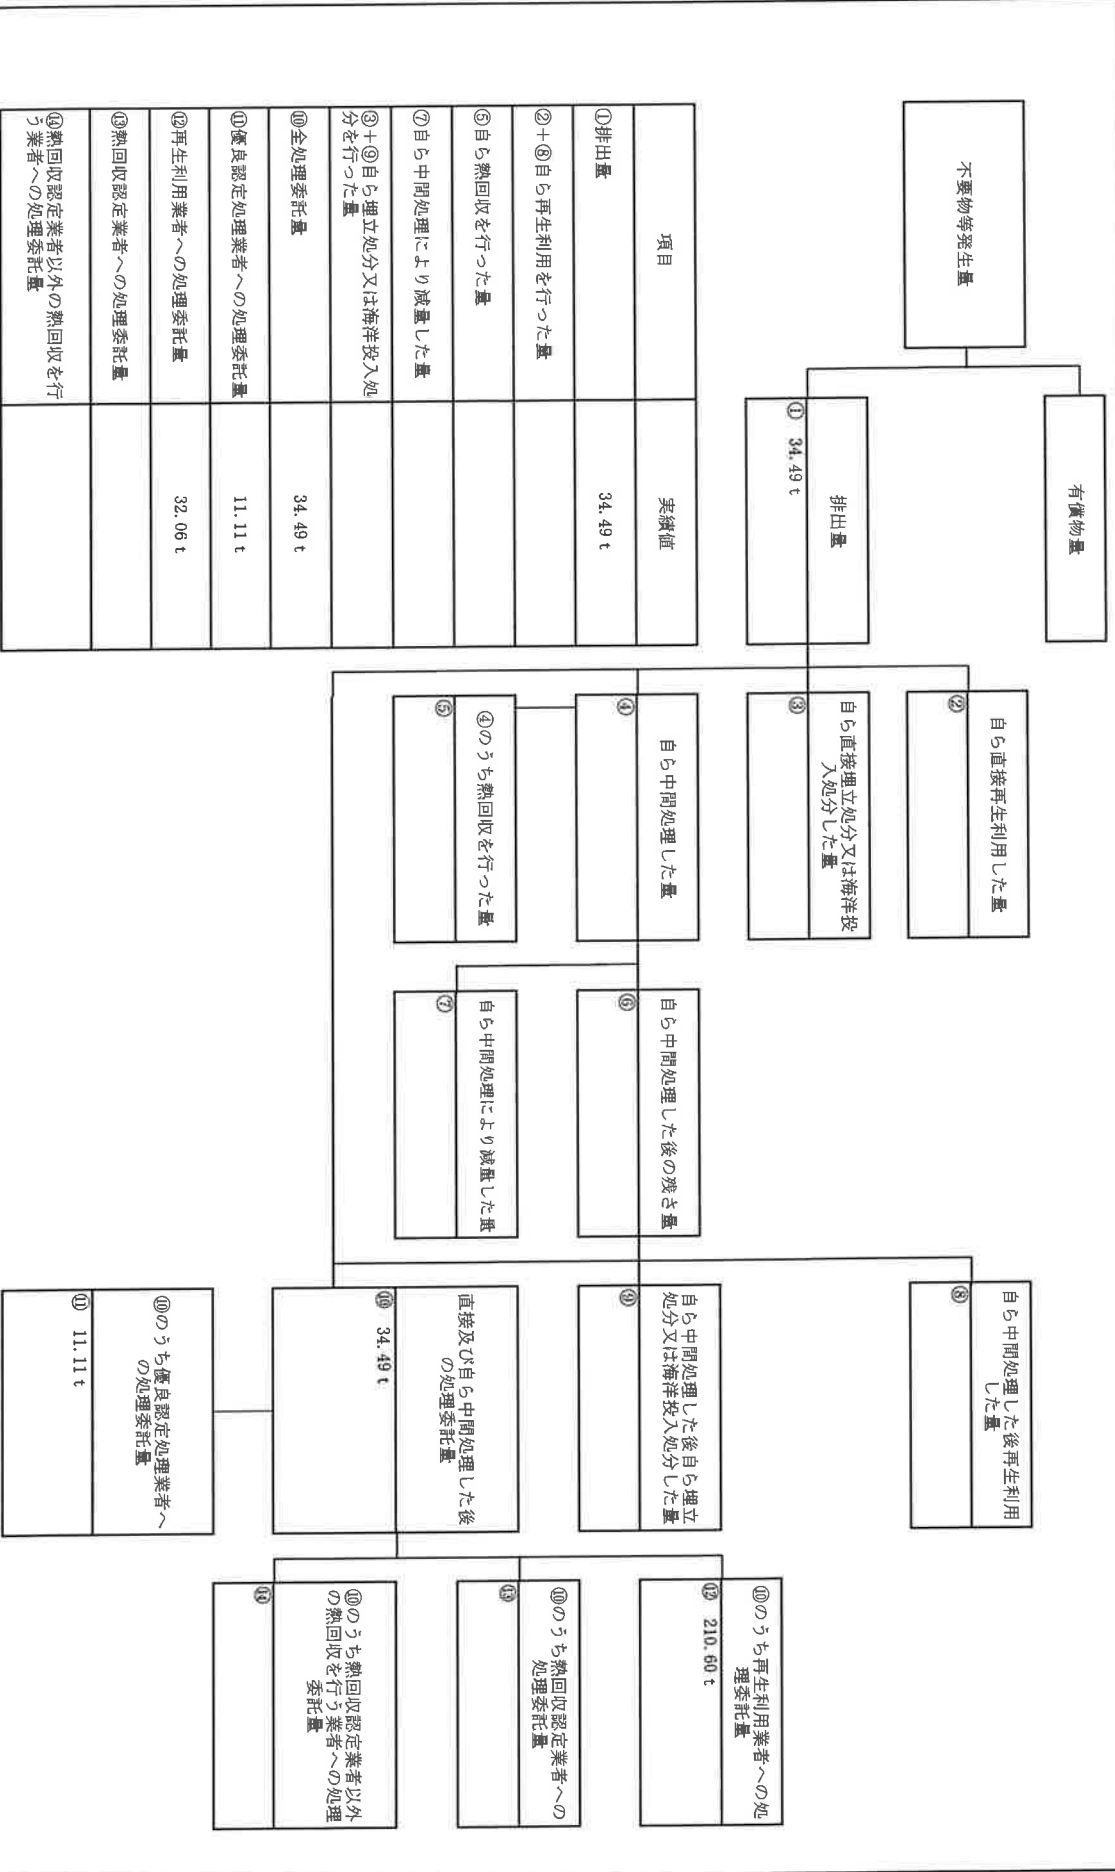 有償物量
不要物等発生量
排出量
① 34.49 t
自ら直接再生利用した量
②
自ら直接埋立処分又は海洋投
入処分した量
③
自ら中間処理した量
④
④のうち熱回収を行った量
⑤
自ら中間処理した後の残さ量
⑥
自ら中間処理により減量した量
⑦
自ら中間処理した後再生利用
した量
⑧
自ら中間処理した後自ら埋立
処分又は海洋投入処分した量
⑨
直接及び自ら中間処理した後
の処理委託量
⑩ 34.49 t
⑩のうち優良認定処理業者へ
の処理委託量
⑪ 11.11 t
⑩のうち再生利用業者への処
理委託量
⑫ 210.60 t
⑩のうち熱回収認定業者への
処理委託量
⑬
⑩のうち熱回収認定業者以外
の熱回収を行う業者への処理
委託量
⑭
項目 実績値
①排出量 34.49 t
②+⑧自ら再生利用を行った量
⑤自ら熱回収を行った量
⑦自ら中間処理により減量した量
③+⑨自ら埋立処分又は海洋投入処
分を行った量
⑩全処理委託量 34.49 t
⑪優良認定処理業者への処理委託量 11.11 t
⑫再生利用業者への処理委託量 32.06 t
⑬熱回収認定業者への処理委託量
⑭熱回収認定業者以外の熱回収を行
う業者への処理委託量